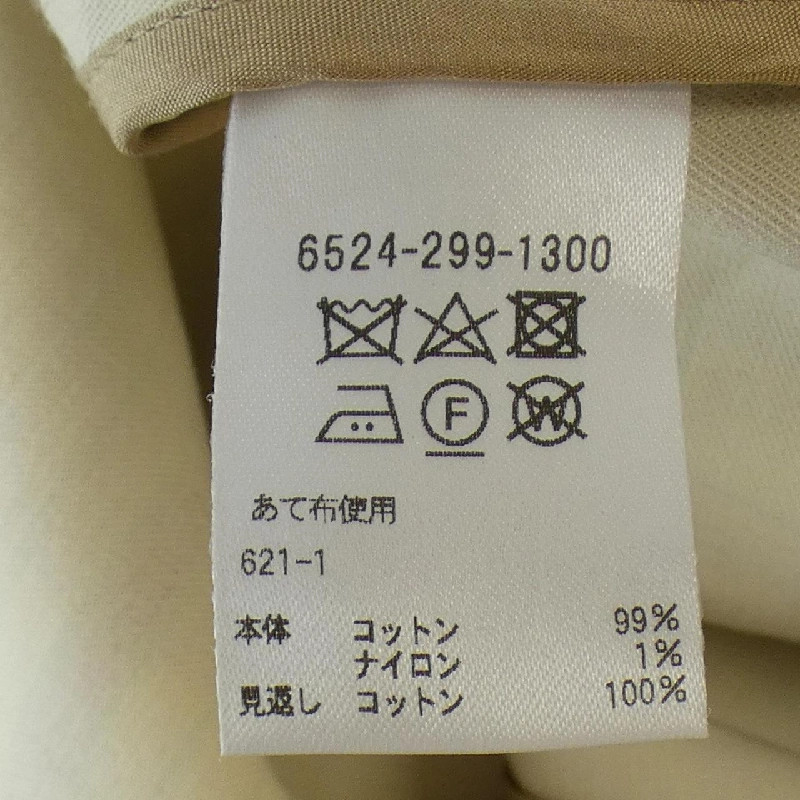 6524-299-1300
F
W
あて布使用
621-1
本体 コットン 99%
ナイロン 1%
見返し コットン 100%